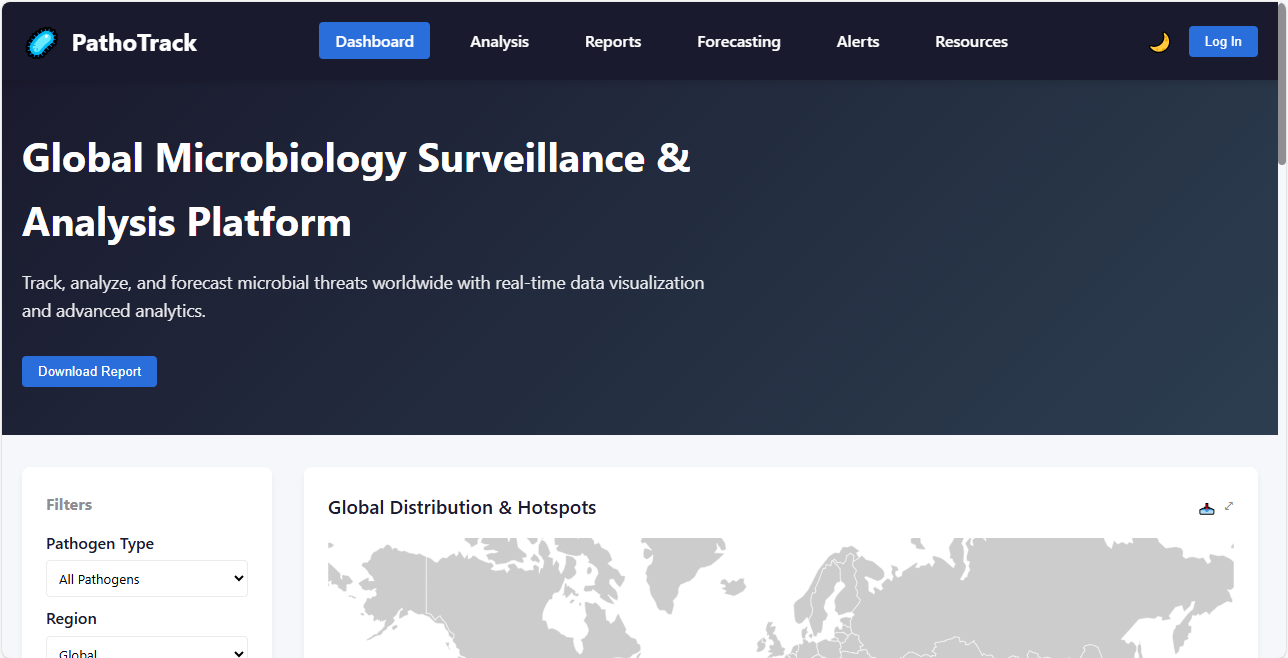 PathoTrack
Dashboard
Analysis
Reports
Forecasting
Alerts
Resources
Log In
Global Microbiology Surveillance &
Analysis Platform
Track, analyze, and forecast microbial threats worldwide with real-time data visualization
and advanced analytics.
Download Report
Filters
Pathogen Type
All Pathogens
Region
Global
Global Distribution & Hotspots